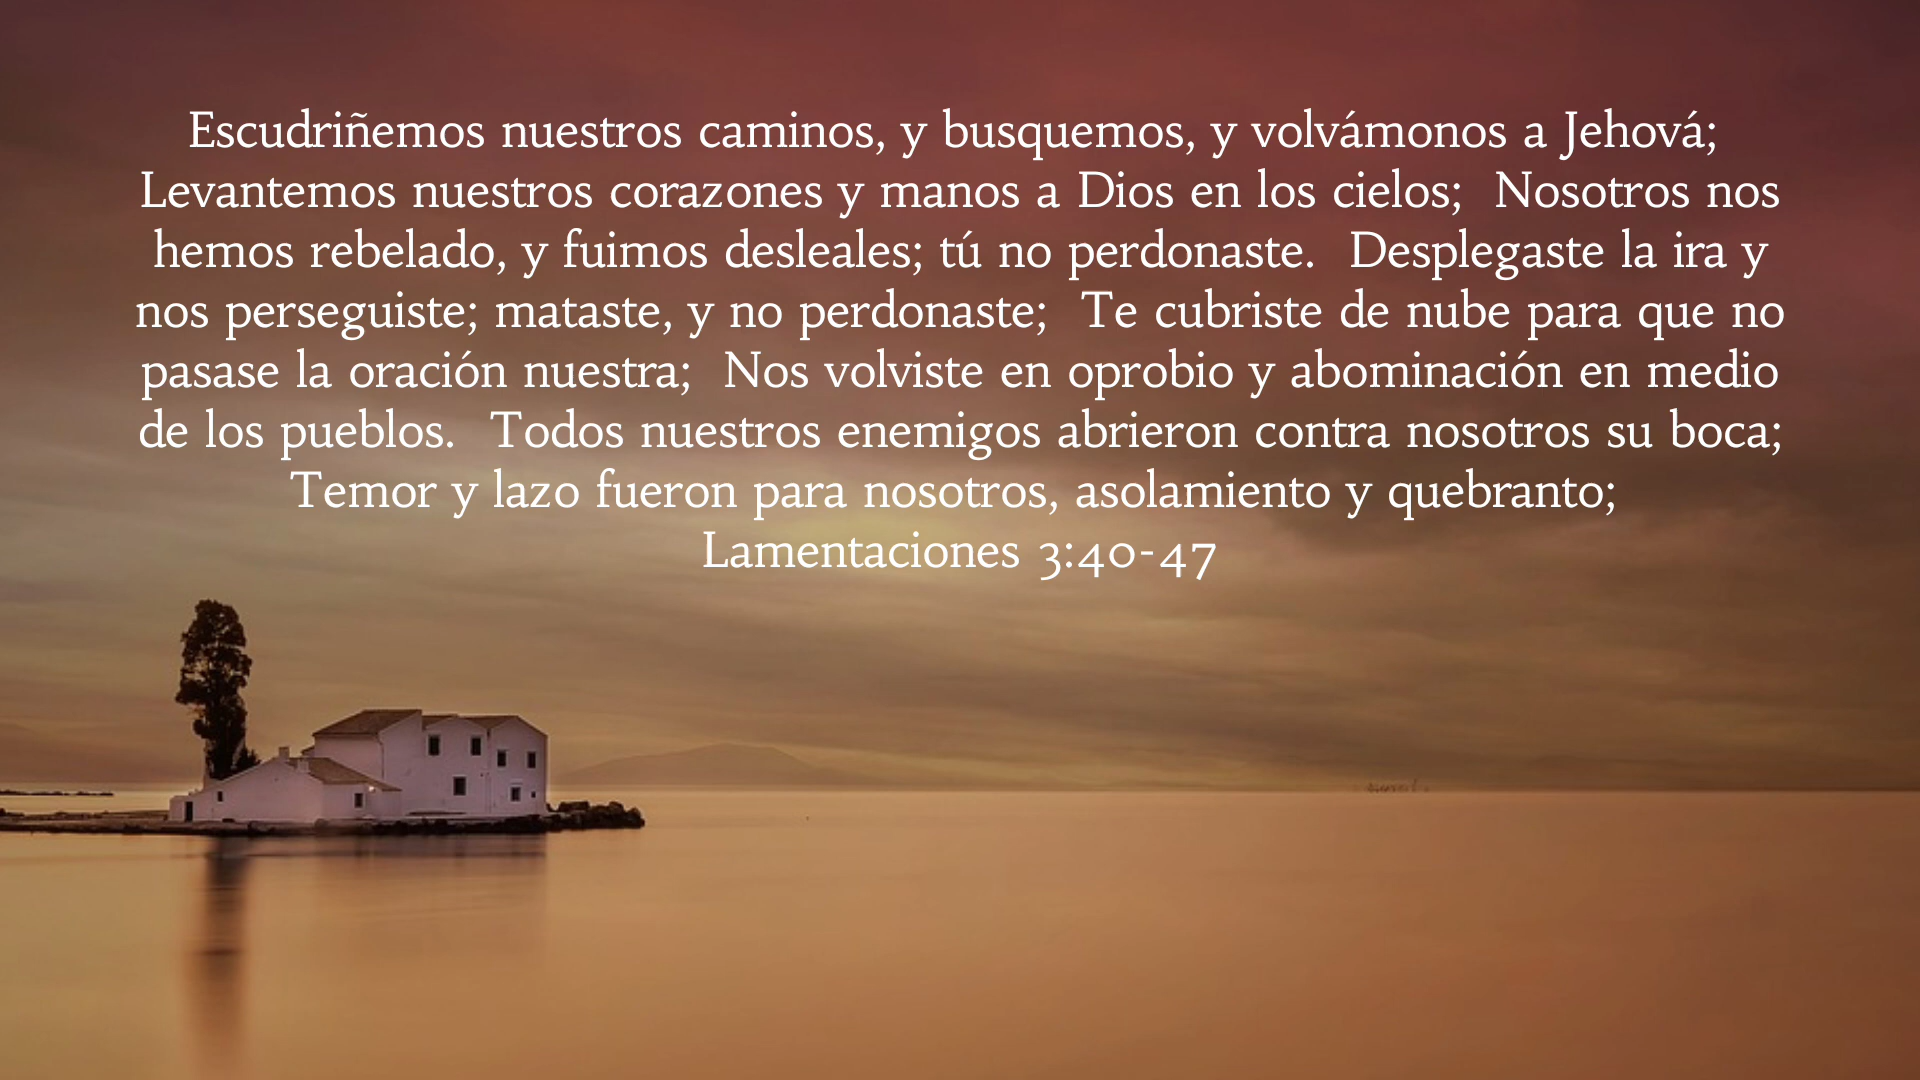 Escudriñemos nuestros caminos, y busquemos, y volvámonos a Jehová;
Levantemos nuestros corazones y manos a Dios en los cielos;  Nosotros nos
hemos rebelado, y fuimos desleales; tú no perdonaste.  Desplegaste la ira y
nos perseguiste; mataste, y no perdonaste;  Te cubriste de nube para que no
pasase la oración nuestra;  Nos volviste en oprobio y abominación en medio
de los pueblos.  Todos nuestros enemigos abrieron contra nosotros su boca;
Temor y lazo fueron para nosotros, asolamiento y quebranto;
Lamentaciones 3:40-47